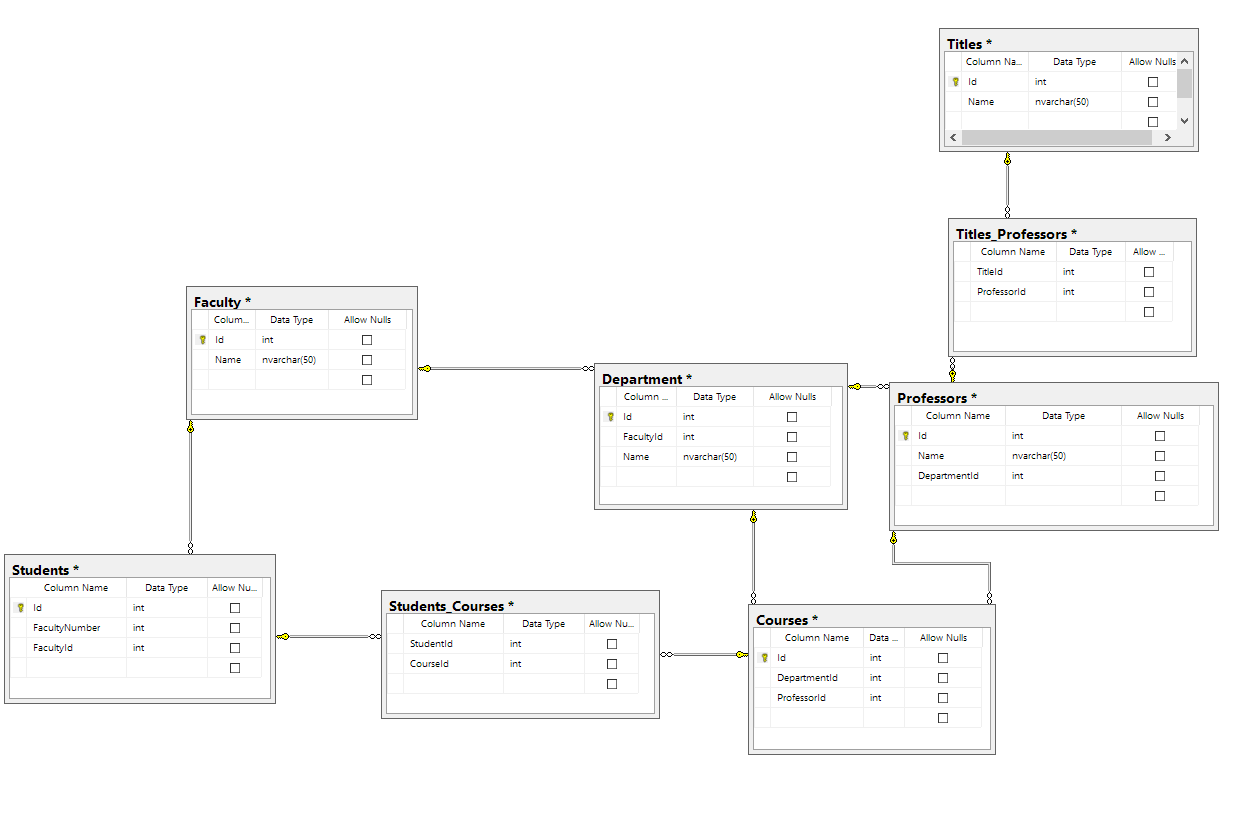 Titles *
Column Na... Data Type Allow Nulls
Id int
Name nvarchar(50)
Titles_Professors *
Column Name Data Type Allow ...
TitleId int
ProfessorId int
Faculty *
Colum... Data Type Allow Nulls
Id int
Name nvarchar(50)
Department *
Column ... Data Type Allow Nulls
Id int
FacultyId int
Name nvarchar(50)
Professors *
Column Name Data Type Allow Nulls
Id int
Name nvarchar(50)
DepartmentId int
Students *
Column Name Data Type Allow Nu...
Id int
FacultyNumber int
FacultyId int
Students_Courses *
Column Name Data Type Allow Nu...
StudentId int
CourseId int
Courses *
Column Name Data ... Allow Nulls
Id int
DepartmentId int
ProfessorId int